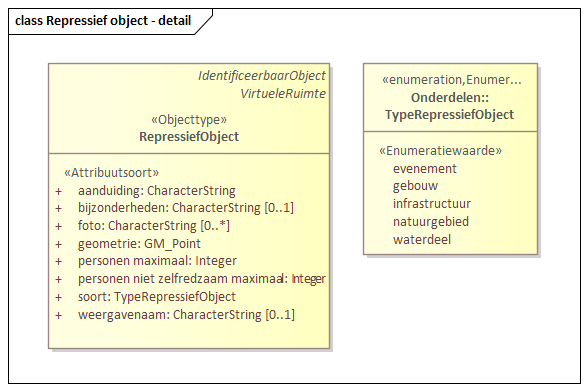 class Repressief object - detail
IdentificeerbaarObject
VirtueleRuimte
«Objecttype»
RepressiefObject
«Attribuutsoort»
+ aanduiding: CharacterString
+ bijzonderheden: CharacterString [0..1]
+ foto: CharacterString [0..*]
+ geometrie: GM_Point
+ personen maximaal: Integer
+ personen niet zelfredzaam maximaal: Integer
+ soort: TypeRepressiefObject
+ weergavenaam: CharacterString [0..1]
«enumeration,Enumer...
Onderdelen::
TypeRepressiefObject
«Enumeratiewaarde»
evenement
gebouw
infrastructuur
natuurgebied
waterdeel